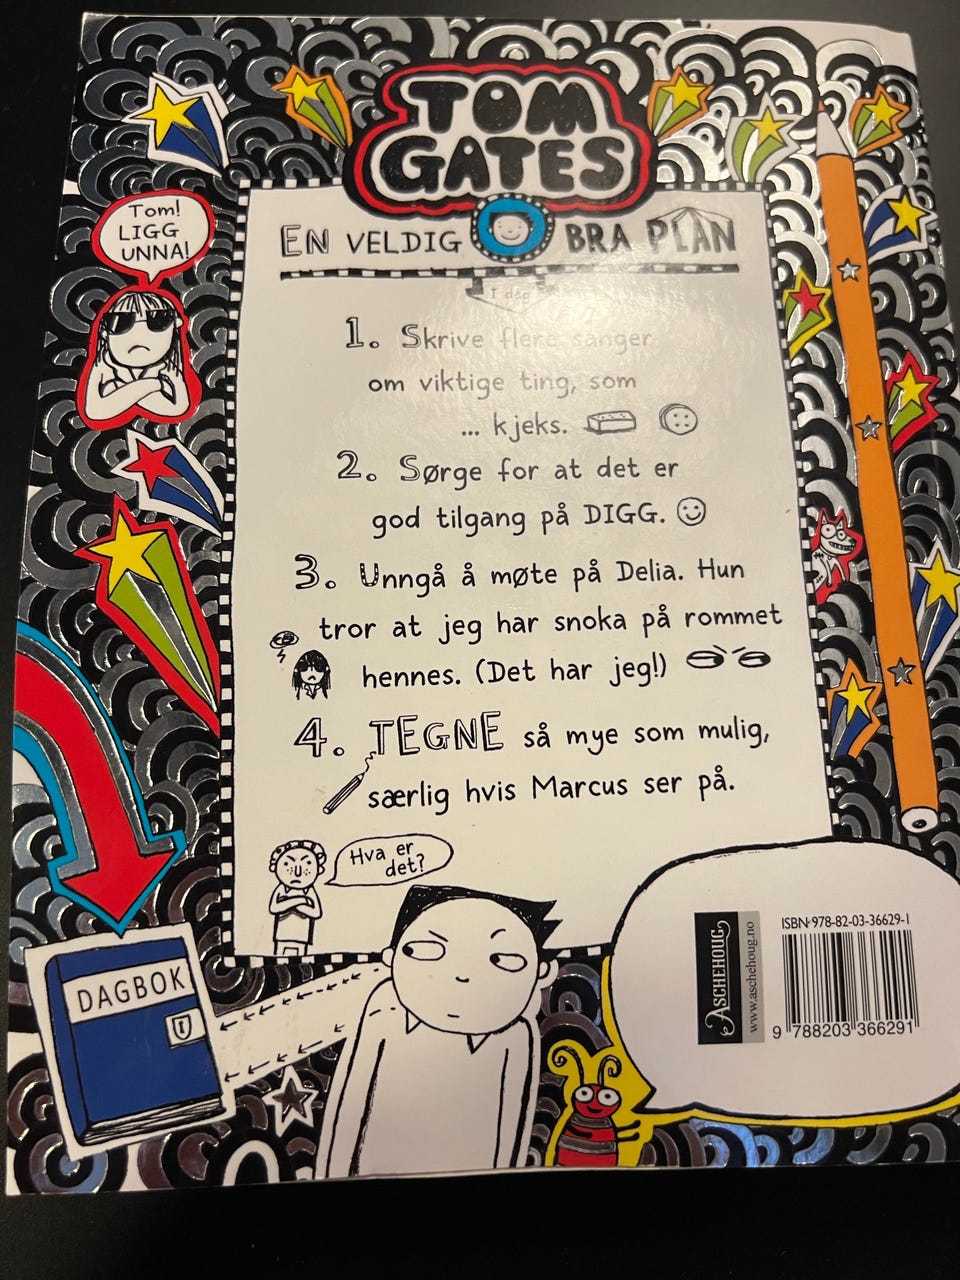 TOM
GATES
EN VELDIG BRA PLAN
I dag
Tom!
LIGG
UNNA!
1. Skrive flere sanger
om viktige ting, som
... kjeks.
2. Sørge for at det er
god tilgang på DIGG.
3. Unngå å møte på Delia. Hun
tror at jeg har snoka på rommet
hennes. (Det har jeg!)
4. TEGNE så mye som mulig,
særlig hvis Marcus ser på.
Hva er
det?
DAGBOK
ASCHEHOUG
www.aschehoug.no
ISBN 978-82-03-36629-1
9 788203 366291